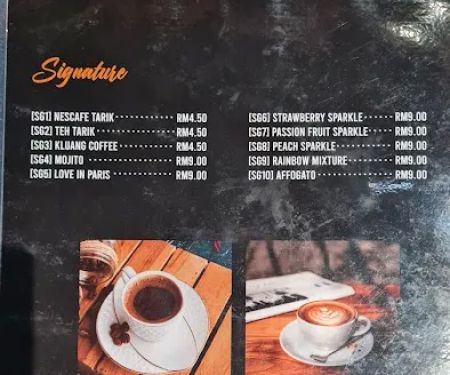 Signature
[SG1] NESCAFE TARIK RM4.50
[SG2] TEH TARIK RM4.50
[SG3] KLUANG COFFEE RM4.50
[SG4] MOJITO RM9.00
[SG5] LOVE IN PARIS RM9.00
[SG6] STRAWBERRY SPARKLE RM9.00
[SG7] PASSION FRUIT SPARKLE RM9.00
[SG8] PEACH SPARKLE RM9.00
[SG9] RAINBOW MIXTURE RM9.00
[SG10] AFFOGATO RM9.00